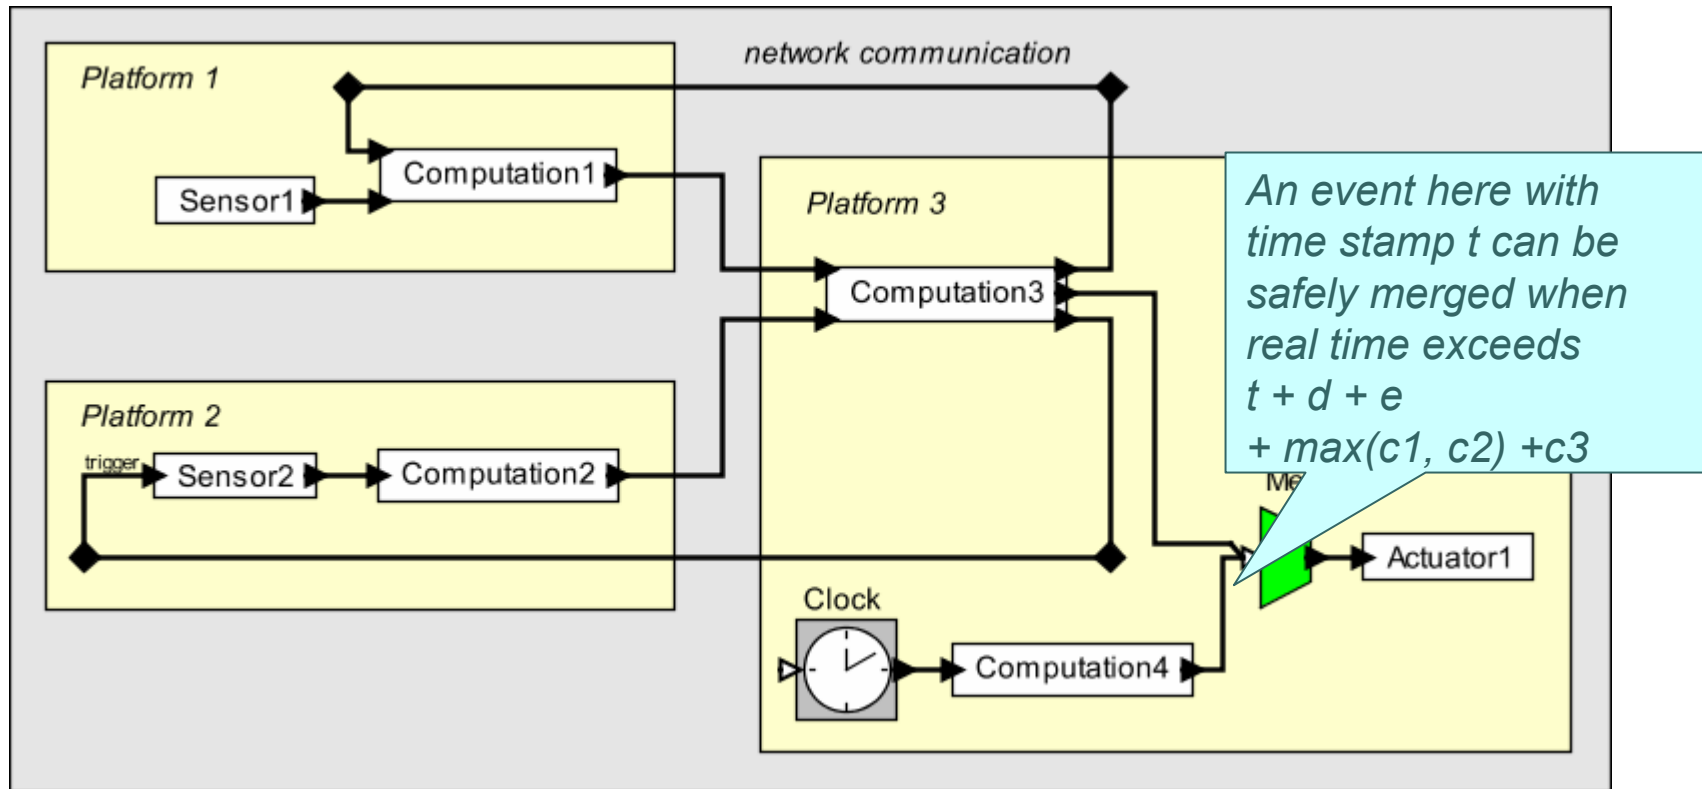 network communication
Platform 1
Computation1
Sensor1
Platform 3
Computation3
An event here with
time stamp t can be
safely merged when
real time exceeds
t + d + e
+ max(c1, c2) +c3
Platform 2
trigger
Sensor2
Computation2
Me
Actuator1
Clock
Computation4